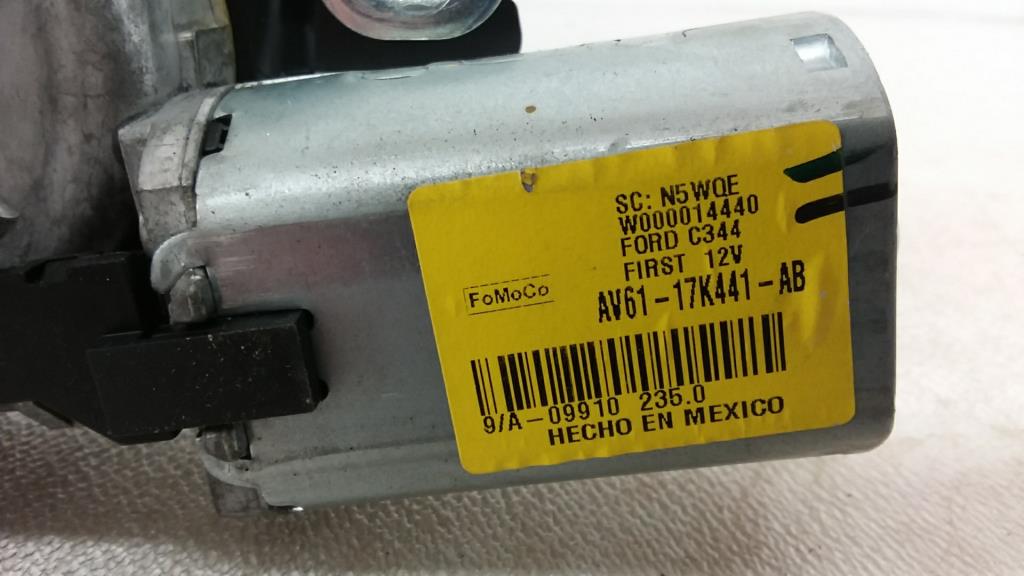 SC: N5WQE
W000014440
FORD C344
FIRST 12V
FoMoCo
AV61-17K441-AB
9/A-09910 235.0
HECHO EN MEXICO